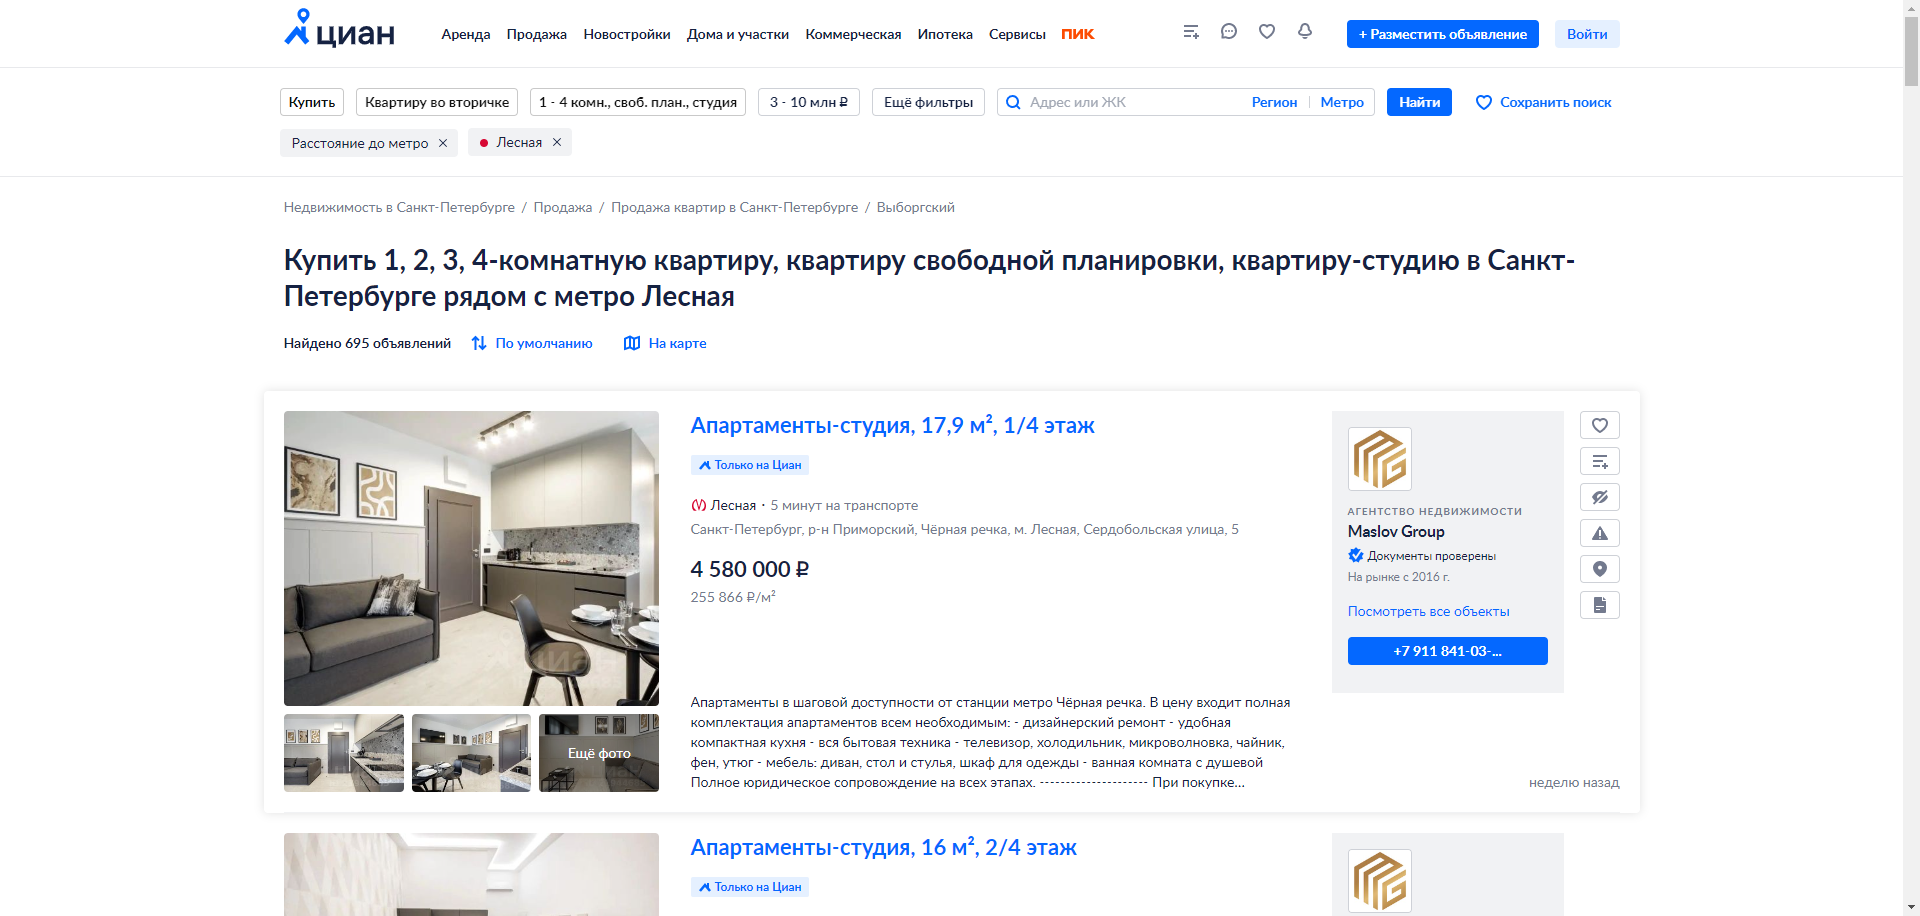 циан
Аренда Продажа Новостройки Дома и участки Коммерческая Ипотека Сервисы ПИК
+ Разместить объявление Войти
Купить Квартиру во вторичке 1 - 4 комн., своб. план., студия 3 - 10 млн ₽ Ещё фильтры Адрес или ЖК Регион Метро Найти Сохранить поиск
Расстояние до метро Лесная
Недвижимость в Санкт-Петербурге / Продажа / Продажа квартир в Санкт-Петербурге / Выборгский
Купить 1, 2, 3, 4-комнатную квартиру, квартиру свободной планировки, квартиру-студию в Санкт-
Петербурге рядом с метро Лесная
Найдено 695 объявлений По умолчанию На карте
Апартаменты-студия, 17,9 м², 1/4 этаж
Только на Циан
Лесная · 5 минут на транспорте
Санкт-Петербург, р-н Приморский, Чёрная речка, м. Лесная, Сердобольская улица, 5
4 580 000 ₽
255 866 ₽/м²
Апартаменты в шаговой доступности от станции метро Чёрная речка. В цену входит полная
комплектация апартаментов всем необходимым: - дизайнерский ремонт - удобная
компактная кухня - вся бытовая техника - телевизор, холодильник, микроволновка, чайник,
фен, утюг - мебель: диван, стол и стулья, шкаф для одежды - ванная комната с душевой
Полное юридическое сопровождение на всех этапах. --------------------- При покупке...
Ещё фото
циан
АГЕНТСТВО НЕДВИЖИМОСТИ
Maslov Group
Документы проверены
На рынке с 2016 г.
Посмотреть все объекты
+7 911 841-03-...
неделю назад
Апартаменты-студия, 16 м², 2/4 этаж
Только на Циан